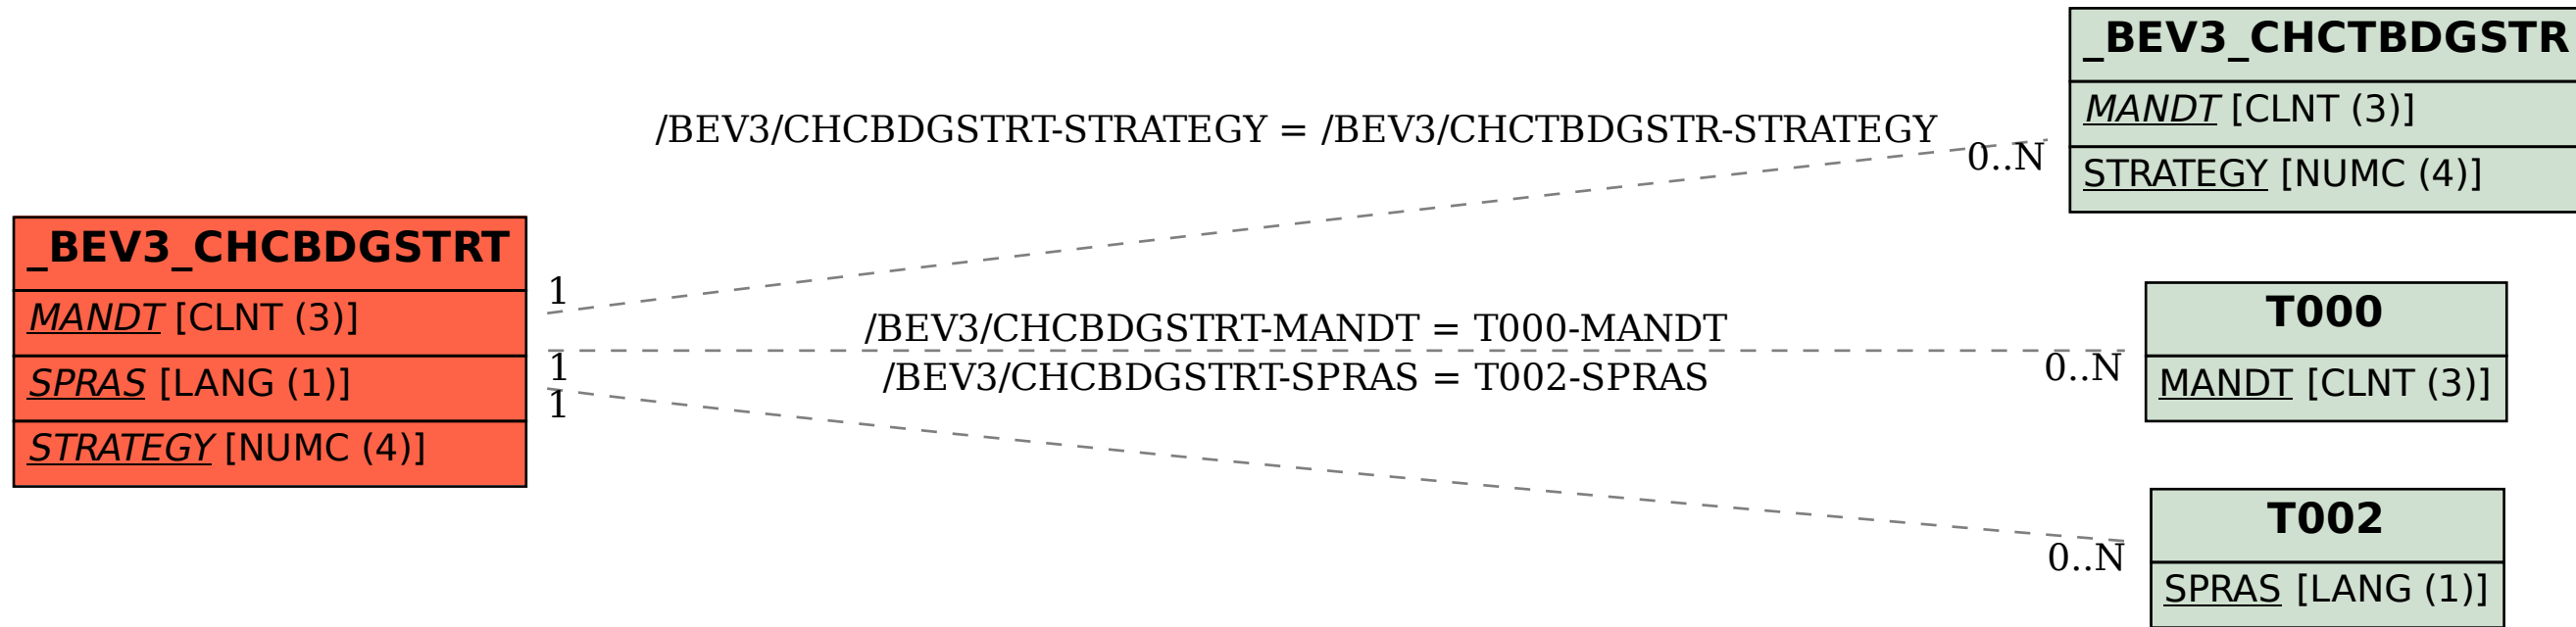 _BEV3_CHCTBDGSTR
MANDT [CLNT (3)]
STRATEGY [NUMC (4)]
/BEV3/CHCBDGSTRT-STRATEGY = /BEV3/CHCTBDGSTR-STRATEGY
0..N
_BEV3_CHCBDGSTRT
MANDT [CLNT (3)]
SPRAS [LANG (1)]
STRATEGY [NUMC (4)]
1
/BEV3/CHCBDGSTRT-MANDT = T000-MANDT
1
0..N
/BEV3/CHCBDGSTRT-SPRAS = T002-SPRAS
1
0..N
T000
MANDT [CLNT (3)]
T002
SPRAS [LANG (1)]